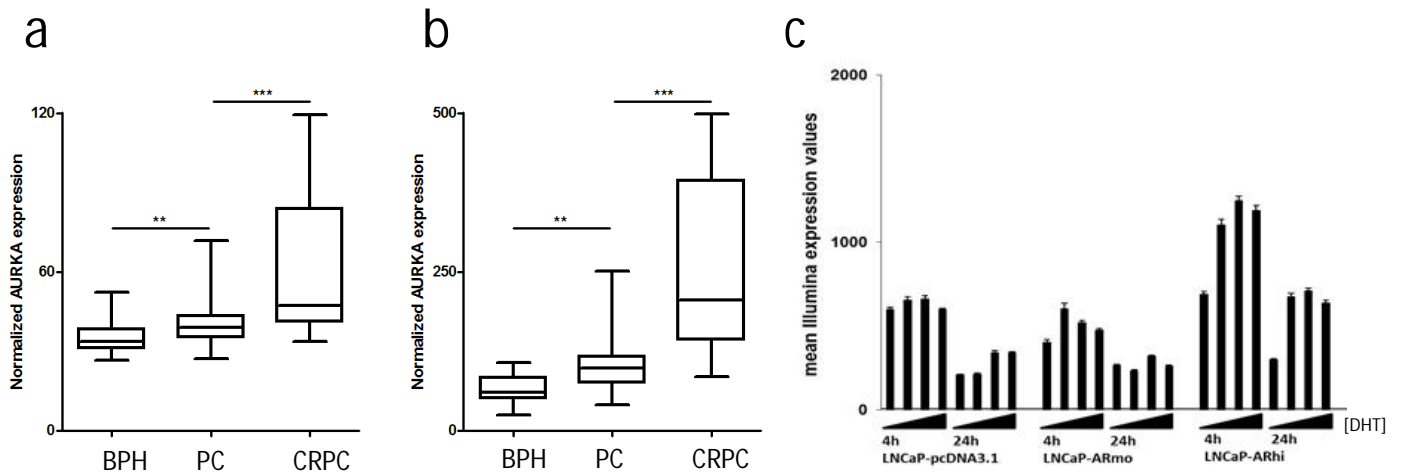 a
Normalized AURKA expression
120
60
0
**
***
BPH PC CRPC
b
Normalized AURKA expression
500
250
0
**
***
BPH PC CRPC
c
mean Illumina expression values
2000
1000
0
[DHT]
4h 24h 4h 24h 4h 24h
LNCaP-pcDNA3.1 LNCaP-ARmo LNCaP-ARhi